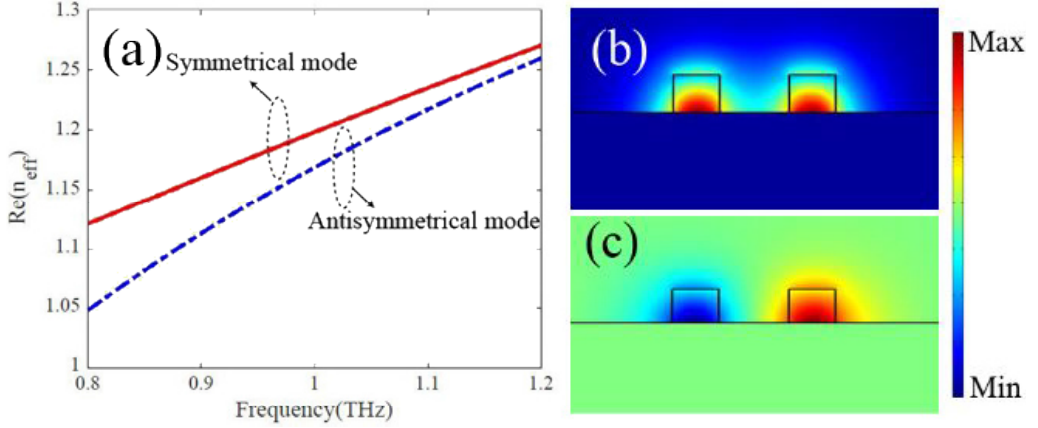 (a)
Symmetrical mode
Antisymmetrical mode
1.3
1.25
1.2
1.15
1.1
1.05
1
0.8
0.9
1
1.1
1.2
Re(n_eff)
Frequency(THz)
(b)
(c)
Max
Min